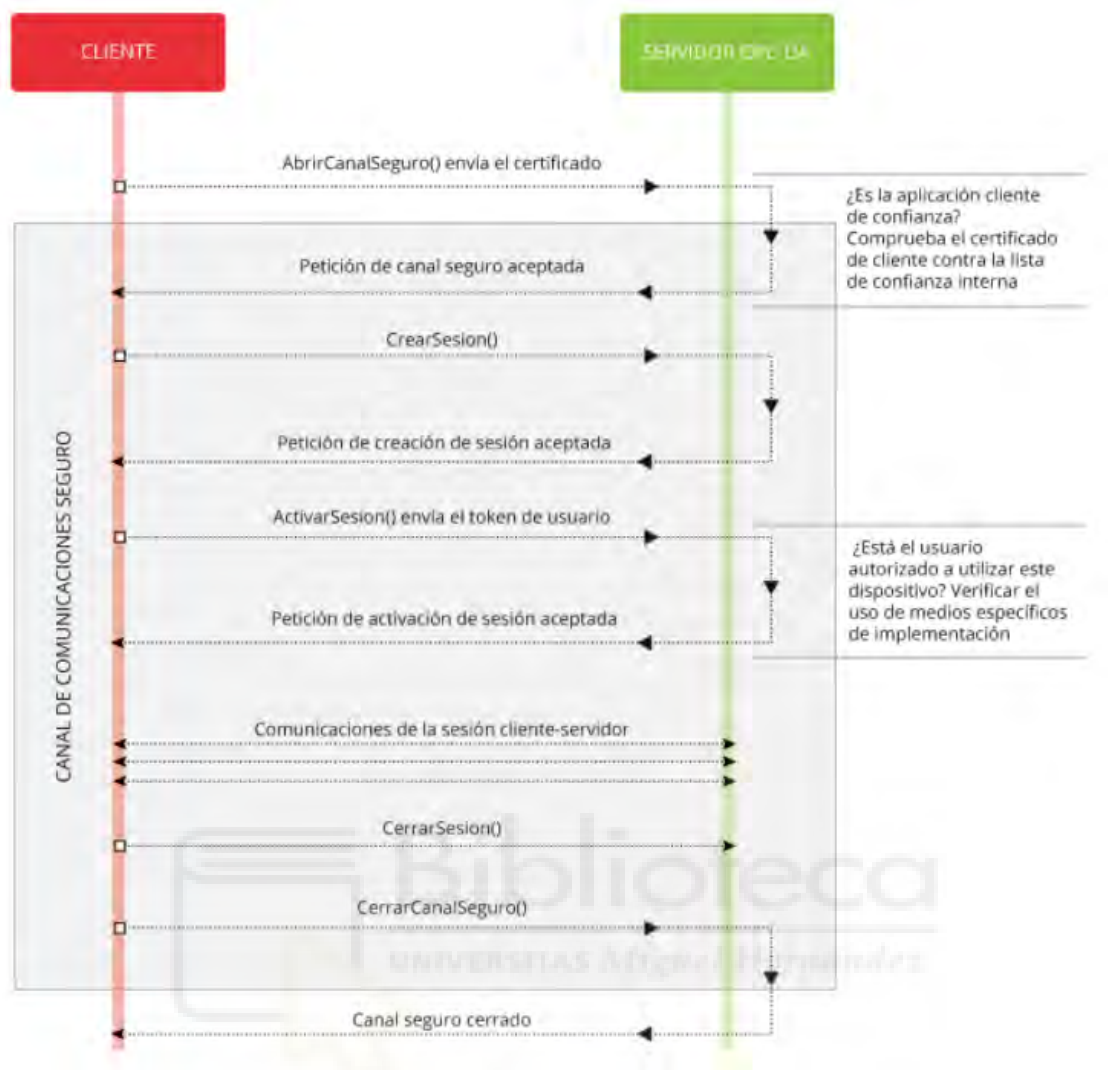 CLIENTE
SERVIDOR OPC UA
AbrirCanalSeguro() envía el certificado
¿Es la aplicación cliente
de confianza?
Comprueba el certificado
de cliente contra la lista
de confianza interna
Petición de canal seguro aceptada
CrearSesion()
Petición de creación de sesión aceptada
ActivarSesion() envía el token de usuario
¿Está el usuario
autorizado a utilizar este
dispositivo? Verificar el
uso de medios específicos
de implementación
Petición de activación de sesión aceptada
CANAL DE COMUNICACIONES SEGURO
Comunicaciones de la sesión cliente-servidor
CerrarSesion()
Biblioteca
CerrarCanalSeguro()
UNIVERSITAS Miguel Hernández
Canal seguro cerrado